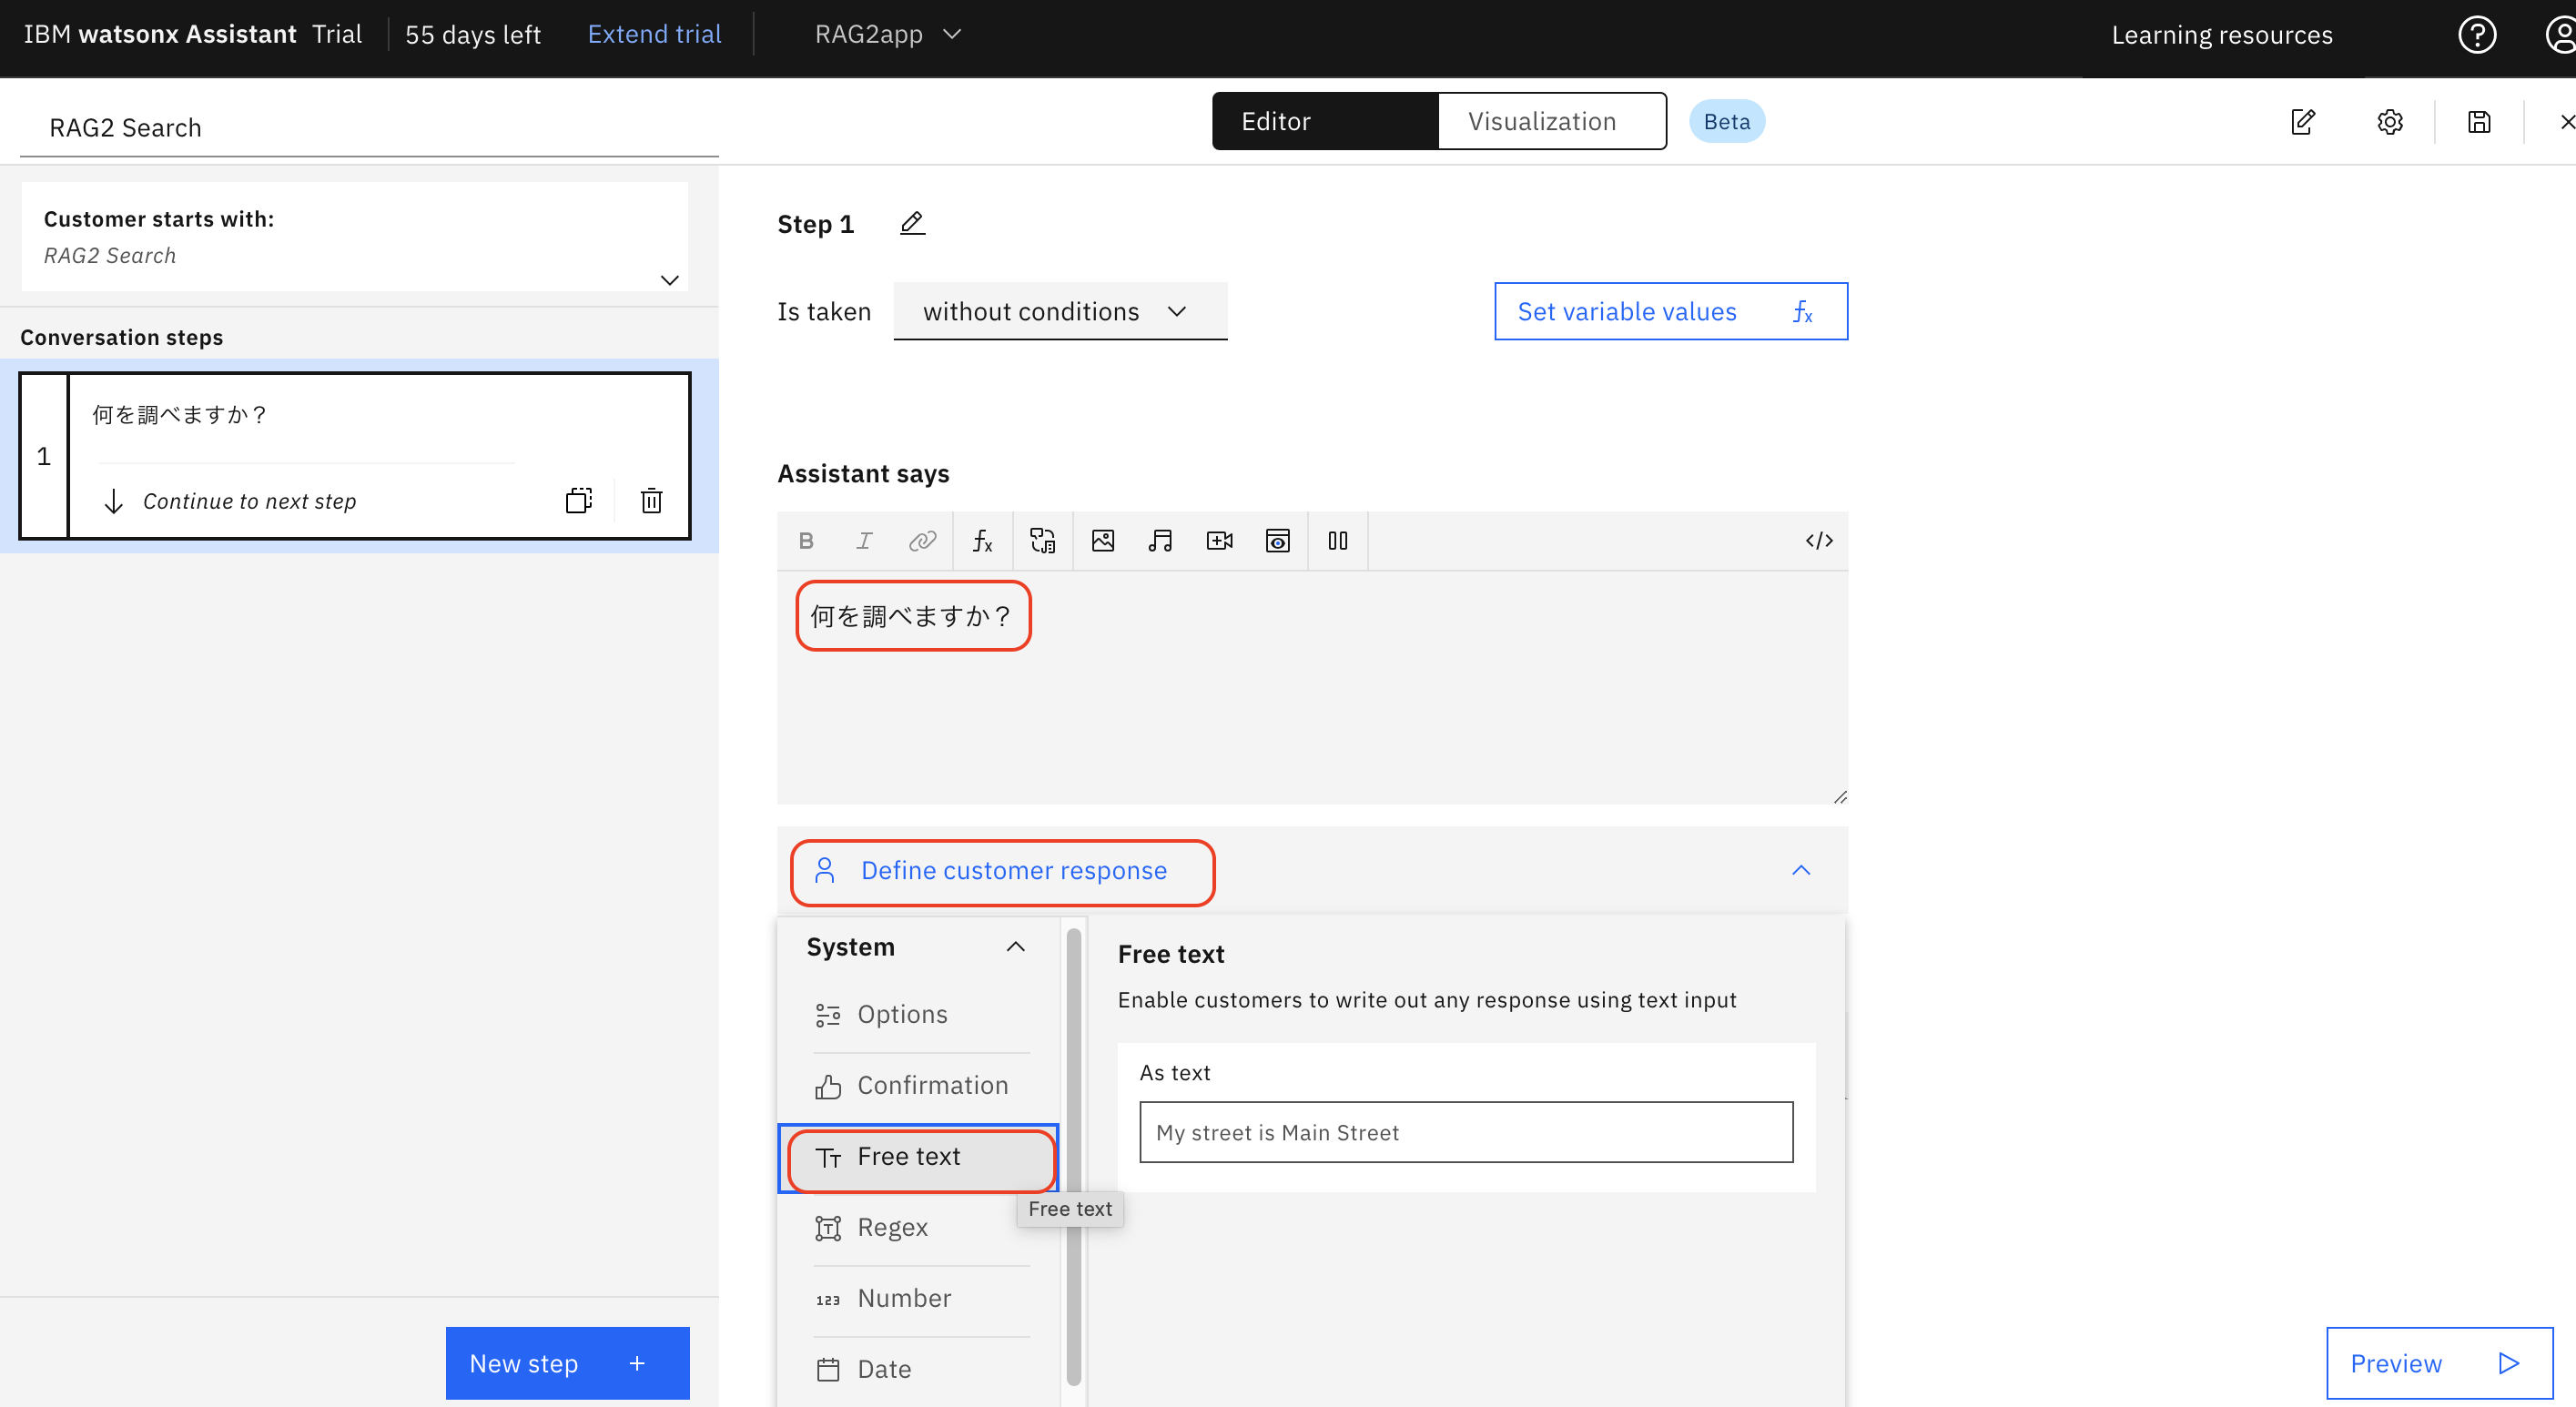 IBM watsonx Assistant Trial 55 days left Extend trial RAG2app Learning resources
RAG2 Search Editor Visualization Beta
Customer starts with:
RAG2 Search
Conversation steps
1
何を調べますか？
Continue to next step
New step +
Step 1
Is taken without conditions Set variable values fx
Assistant says
B I fx </>
何を調べますか？
Define customer response
System
Options
Confirmation
Free text
Free text
Regex
123 Number
Date
Free text
Enable customers to write out any response using text input
As text
My street is Main Street
Preview